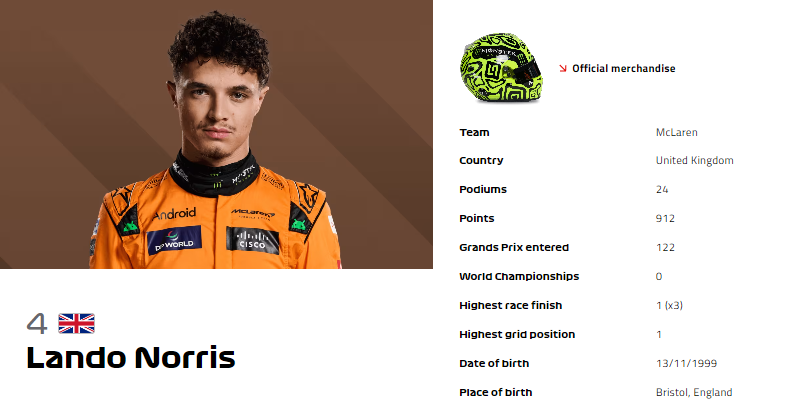 MONSTER
Official merchandise
Android
McLaren
DP WORLD
CISCO
4
Lando Norris
Team McLaren
Country United Kingdom
Podiums 24
Points 912
Grands Prix entered 122
World Championships 0
Highest race finish 1 (x3)
Highest grid position 1
Date of birth 13/11/1999
Place of birth Bristol, England